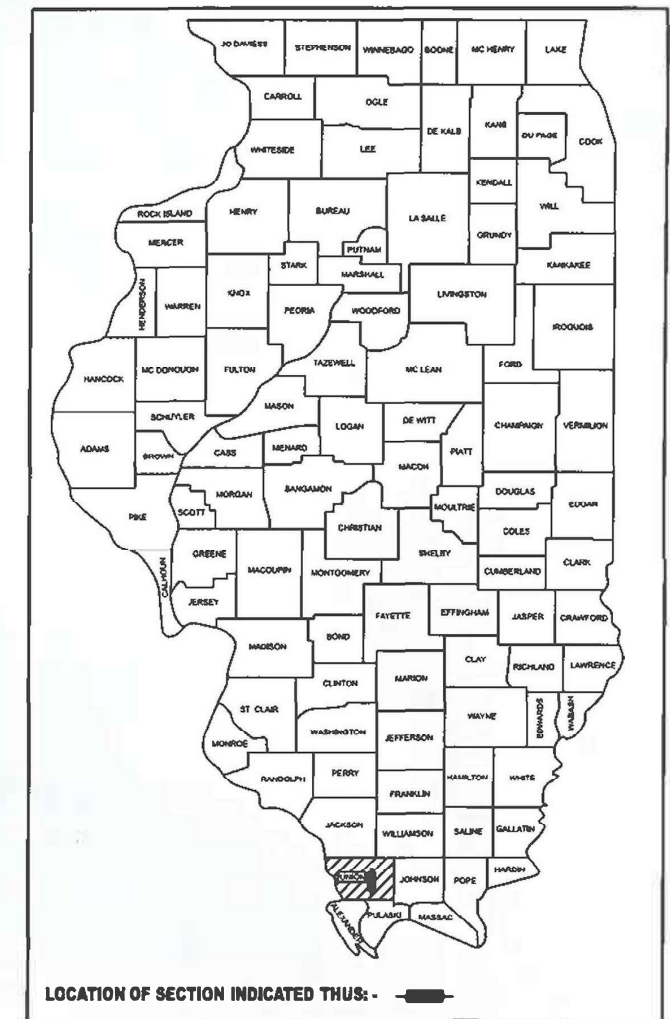 JO DAVIESS STEPHENSON WINNEBAGO BOONE MC HENRY LAKE
CARROLL OGLE DE KALB KANE DU PAGE COOK
WHITESIDE LEE
KENDALL
ROCK ISLAND HENRY BUREAU LA SALLE WILL
MERCER PUTNAM GRUNDY
STARK MARSHALL KANKAKEE
HENDERSON WARREN KNOX PEORIA WOODFORD LIVINGSTON IROQUOIS
HANCOCK MC DONOUGH FULTON TAZEWELL MC LEAN FORD
MASON
SCHUYLER LOGAN DE WITT CHAMPAIGN VERMILION
ADAMS BROWN CASS MENARD PIATT
MACON
PIKE SCOTT MORGAN SANGAMON MOULTRIE DOUGLAS EDGAR
CHRISTIAN COLES
CALHOUN GREENE MACOUPIN MONTGOMERY SHELBY CUMBERLAND CLARK
JERSEY FAYETTE EFFINGHAM JASPER CRAWFORD
MADISON BOND
CLAY RICHLAND LAWRENCE
CLINTON MARION
ST CLAIR WAYNE EDWARDS WABASH
MONROE WASHINGTON JEFFERSON
RANDOLPH PERRY HAMILTON WHITE
FRANKLIN
JACKSON WILLIAMSON SALINE GALLATIN
UNION JOHNSON POPE HARDIN
ALEXANDER PULASKI MASSAC
LOCATION OF SECTION INDICATED THUS: -